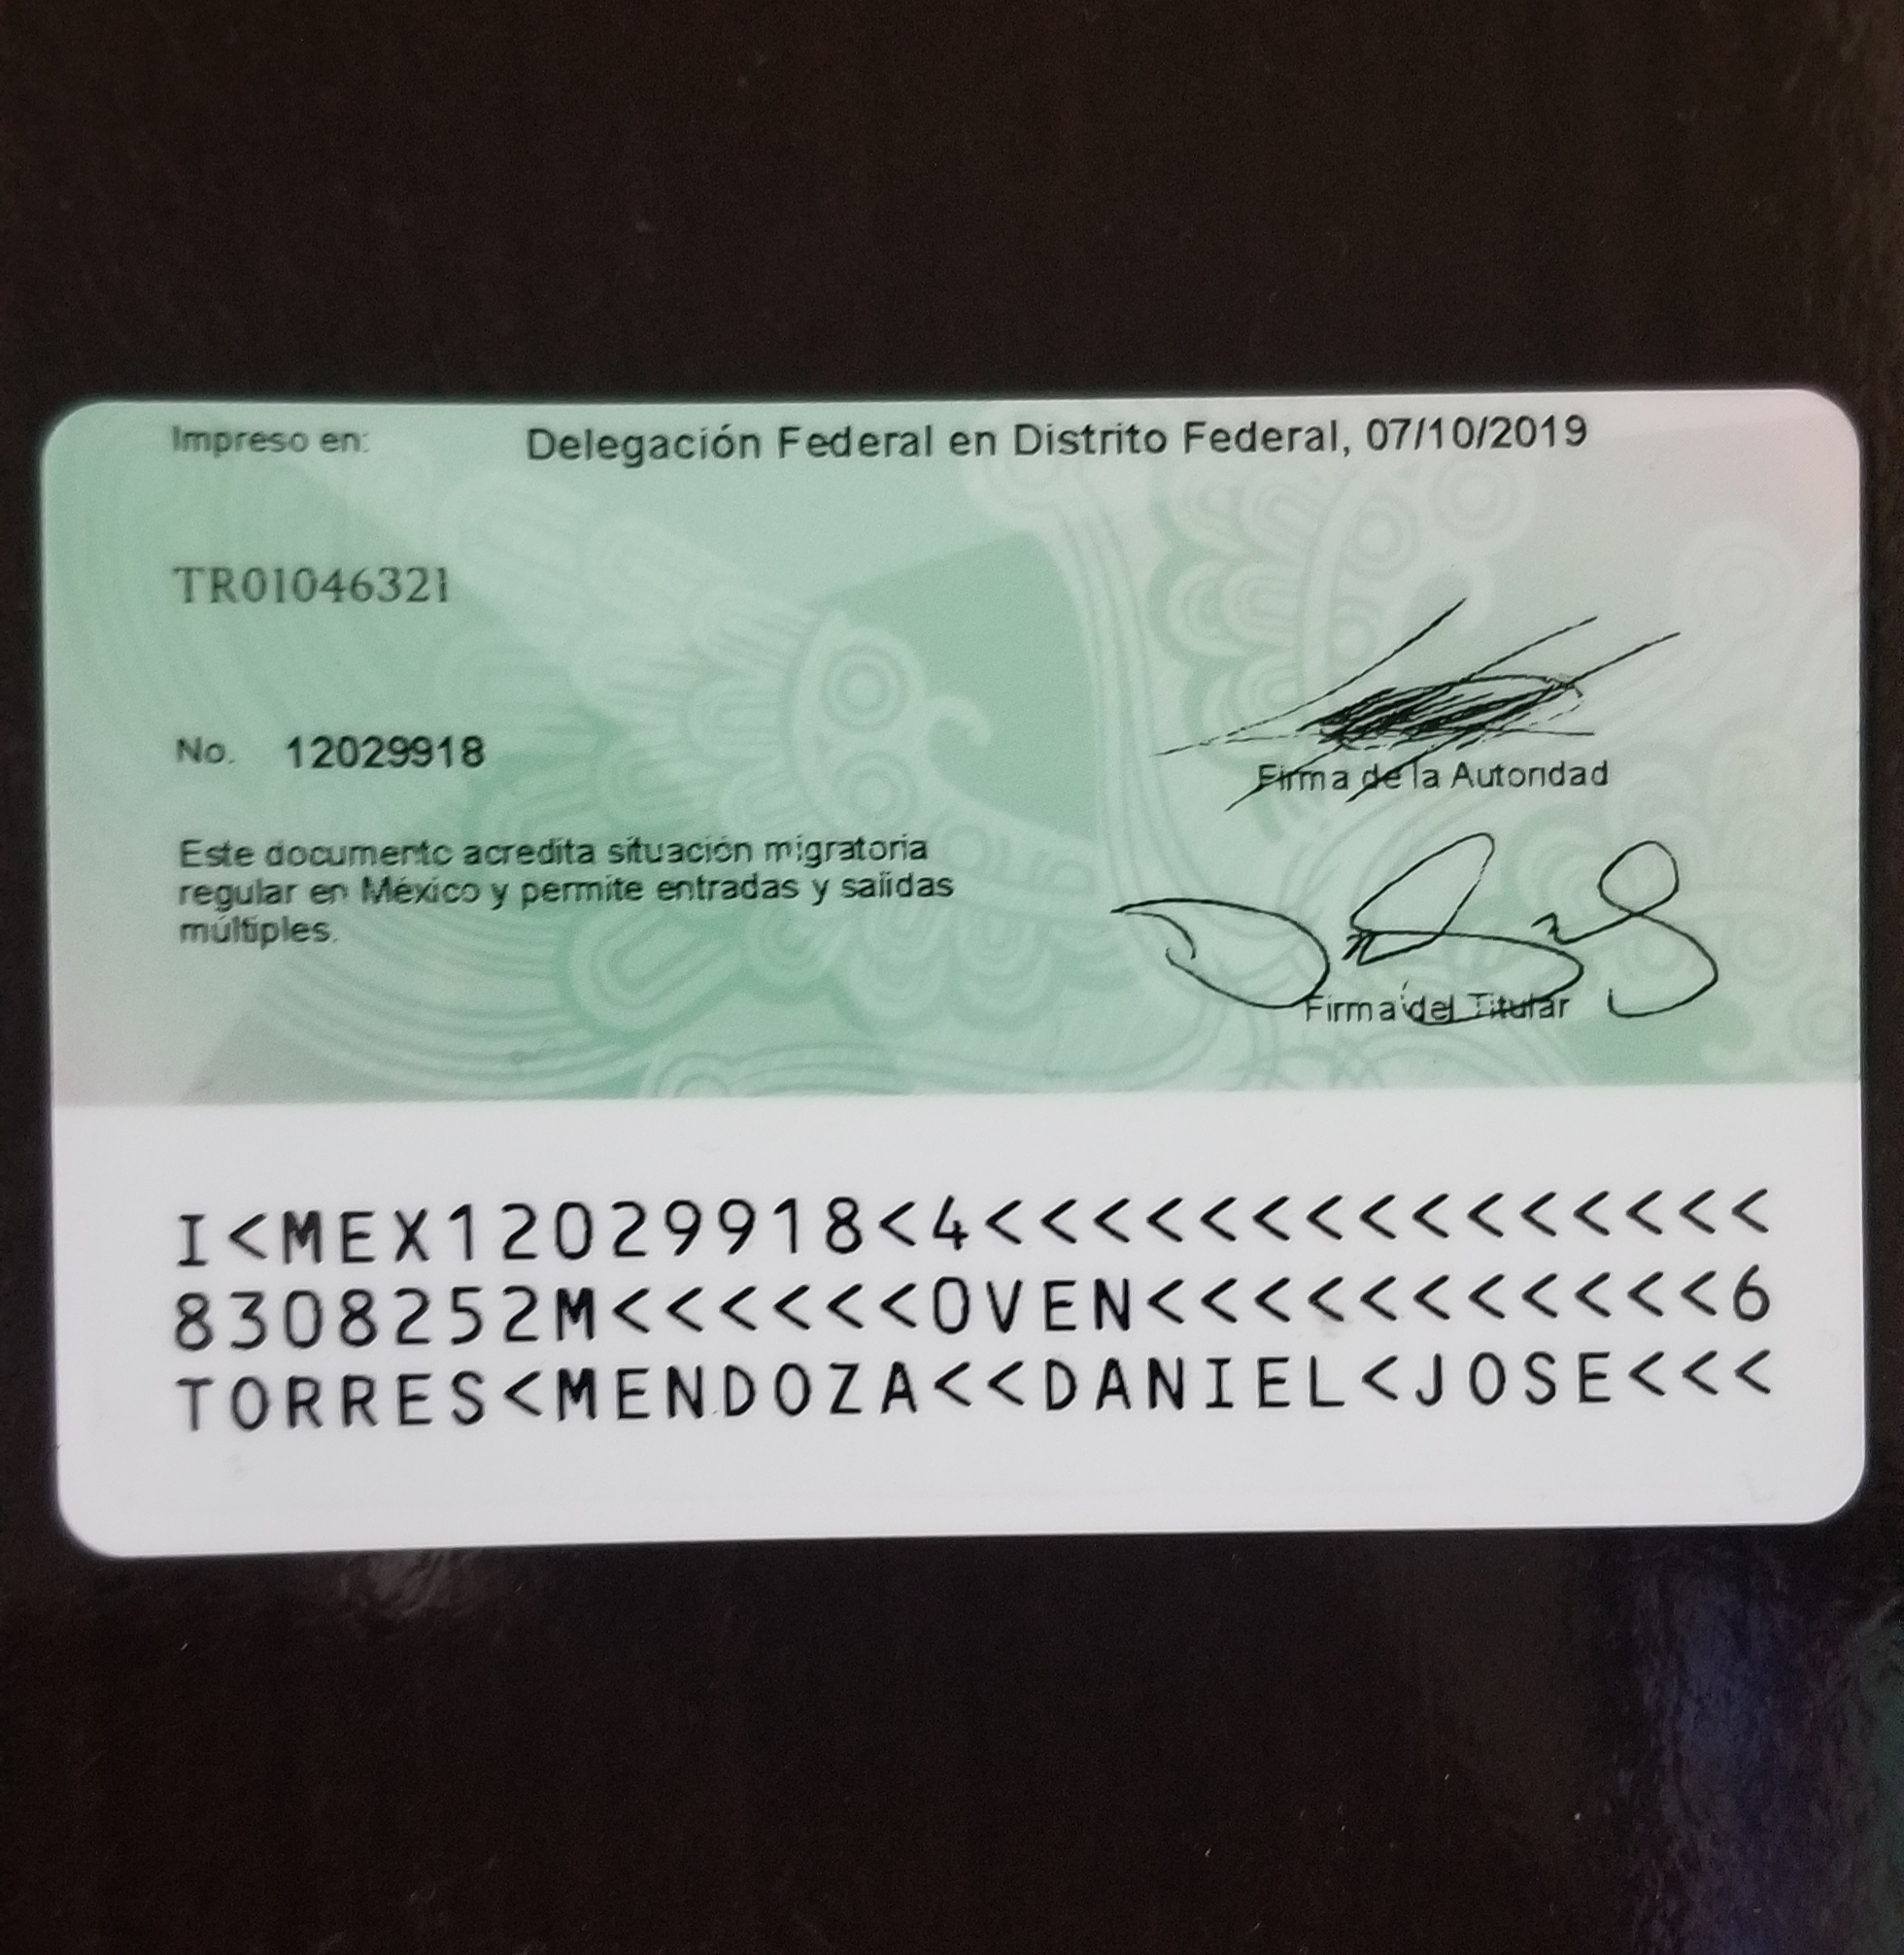 Impreso en: Delegación Federal en Distrito Federal, 07/10/2019
TR01046321
No. 12029918
Firma de la Autoridad
Este documento acredita situación migratoria
regular en México y permite entradas y salidas
múltiples.
Firma del Titular
I<MEX12029918<4<<<<<<<<<<<<<<<
8308252M<<<<<<OVEN<<<<<<<<<<<6
TORRES<MENDOZA<<DANIEL<JOSE<<<